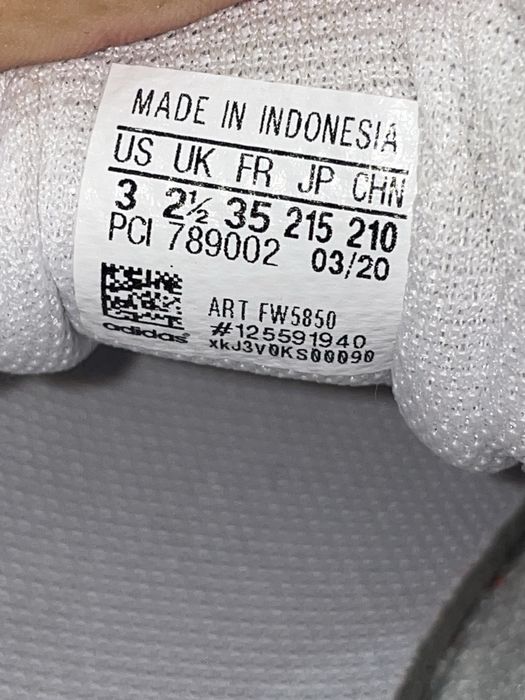 MADE IN INDONESIA
US UK FR JP CHN
3 2½ 35 215 210
PCI 789002 03/20
ART FW5850
#125591940
xkJ3V0KS00090
adidas